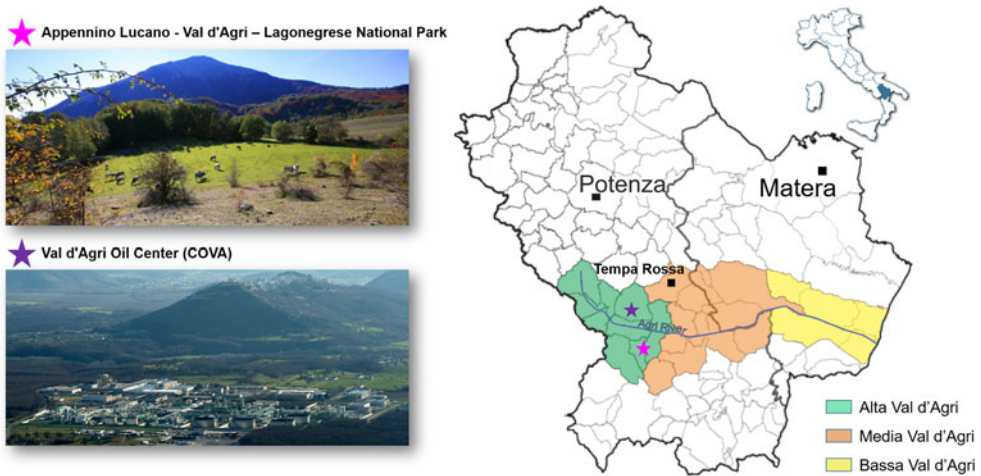 Appennino Lucano - Val d'Agri – Lagonegrese National Park
Val d'Agri Oil Center (COVA)
Potenza
Matera
Tempa Rossa
Agri River
Alta Val d'Agri
Media Val d'Agri
Bassa Val d'Agri